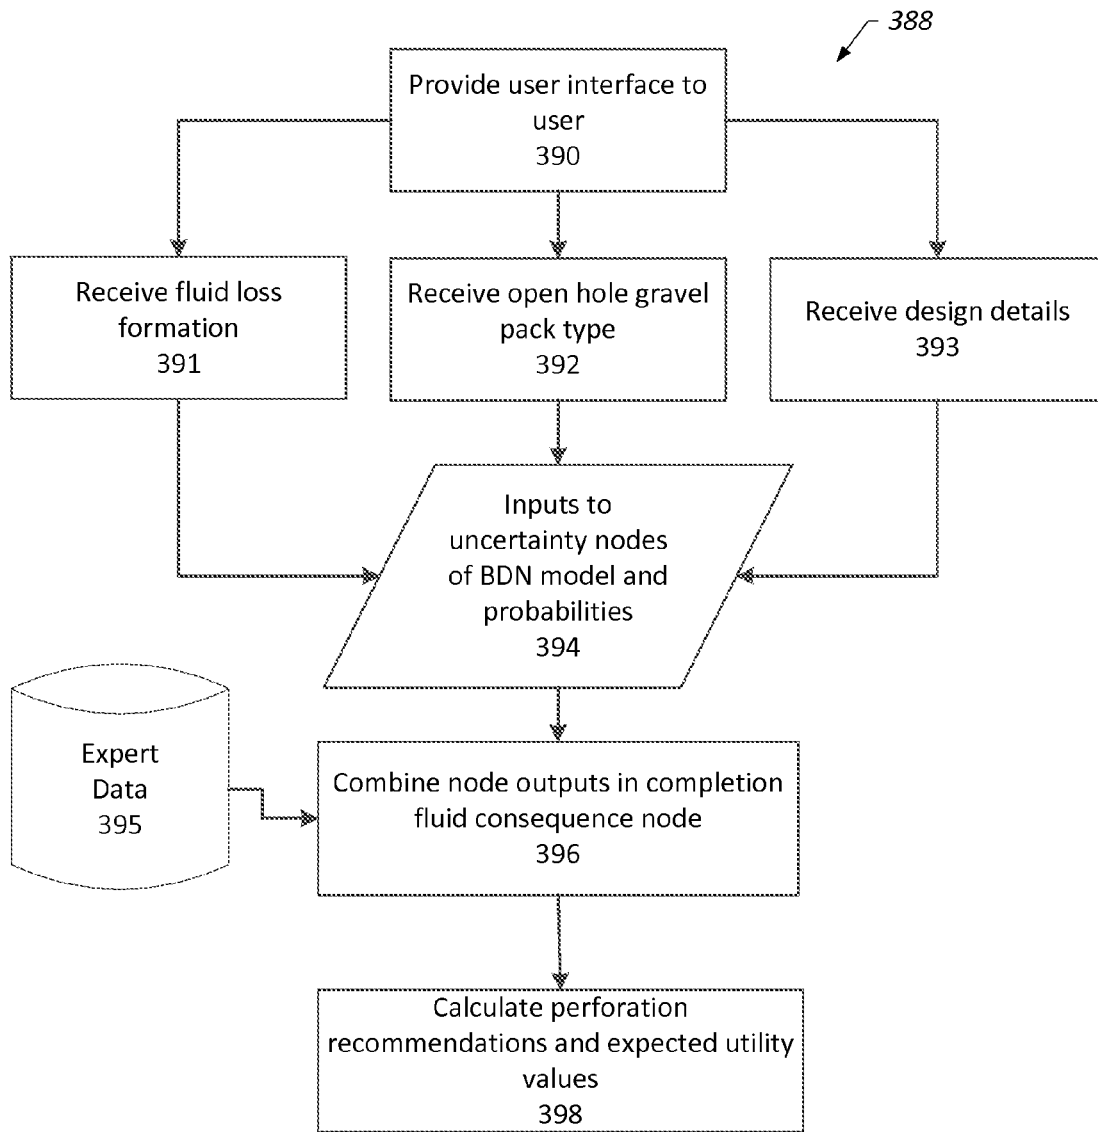 388
Provide user interface to
user
390
Receive fluid loss
formation
391
Receive open hole gravel
pack type
392
Receive design details
393
Inputs to
uncertainty nodes
of BDN model and
probabilities
394
Expert
Data
395
Combine node outputs in completion
fluid consequence node
396
Calculate perforation
recommendations and expected utility
values
398